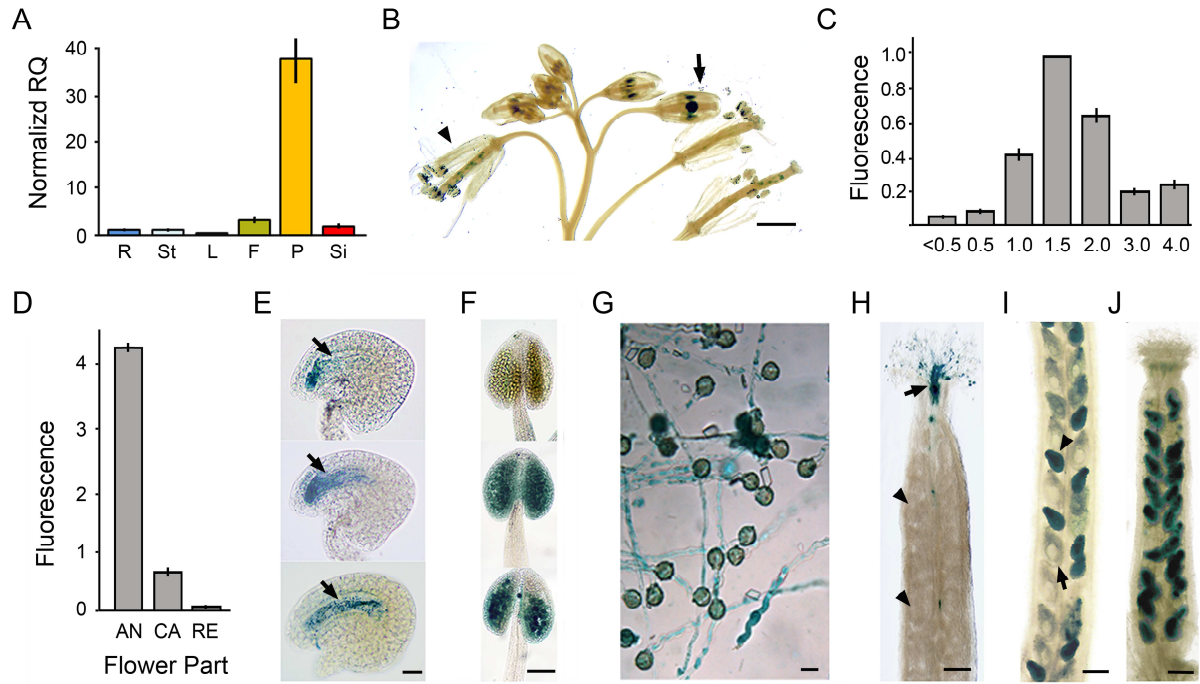 A
Normalizd RQ
40
30
20
10
0
R St L F P Si
B
C
Fluorescence
1.0
0.8
0.6
0.4
0.2
<0.5 0.5 1.0 1.5 2.0 3.0 4.0
D
Fluorescence
4
3
2
1
0
AN CA RE
Flower Part
E
F
G
H
I
J